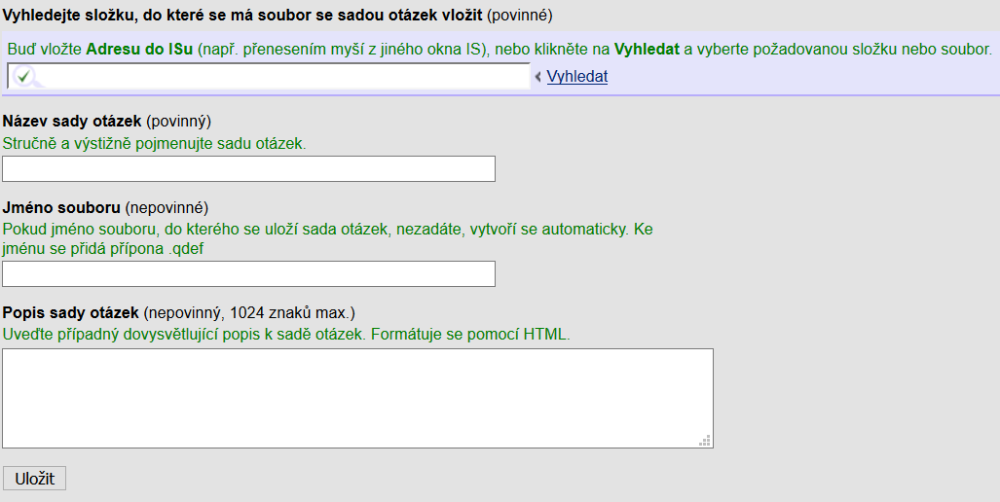 Vyhledejte složku, do které se má soubor se sadou otázek vložit (povinné)
Buď vložte Adresu do ISu (např. přenesením myší z jiného okna IS), nebo klikněte na Vyhledat a vyberte požadovanou složku nebo soubor.
Vyhledat
Název sady otázek (povinný)
Stručně a výstižně pojmenujte sadu otázek.
Jméno souboru (nepovinné)
Pokud jméno souboru, do kterého se uloží sada otázek, nezadáte, vytvoří se automaticky. Ke
jménu se přidá přípona .qdef
Popis sady otázek (nepovinný, 1024 znaků max.)
Uveďte případný dovysvětlující popis k sadě otázek. Formátuje se pomocí HTML.
Uložit